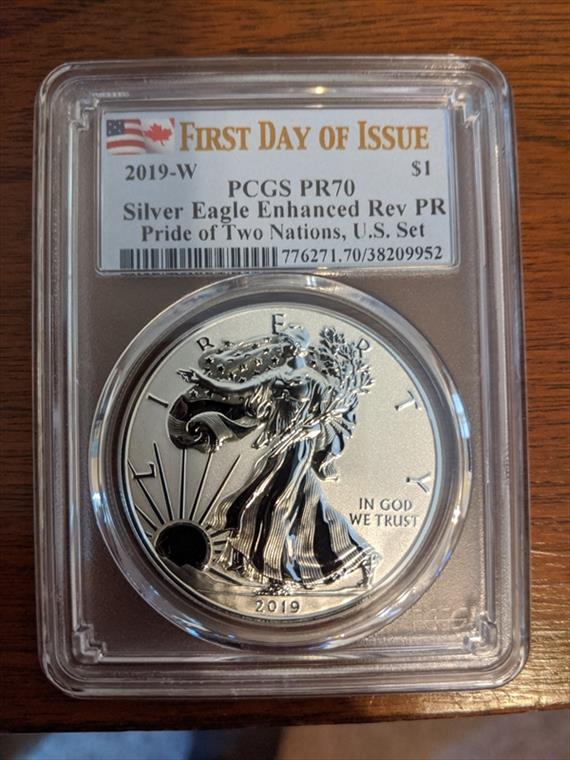 FIRST DAY OF ISSUE
2019-W $1
PCGS PR70
Silver Eagle Enhanced Rev PR
Pride of Two Nations, U.S. Set
776271.70/38209952
LIBERTY
IN GOD
WE TRUST
2019